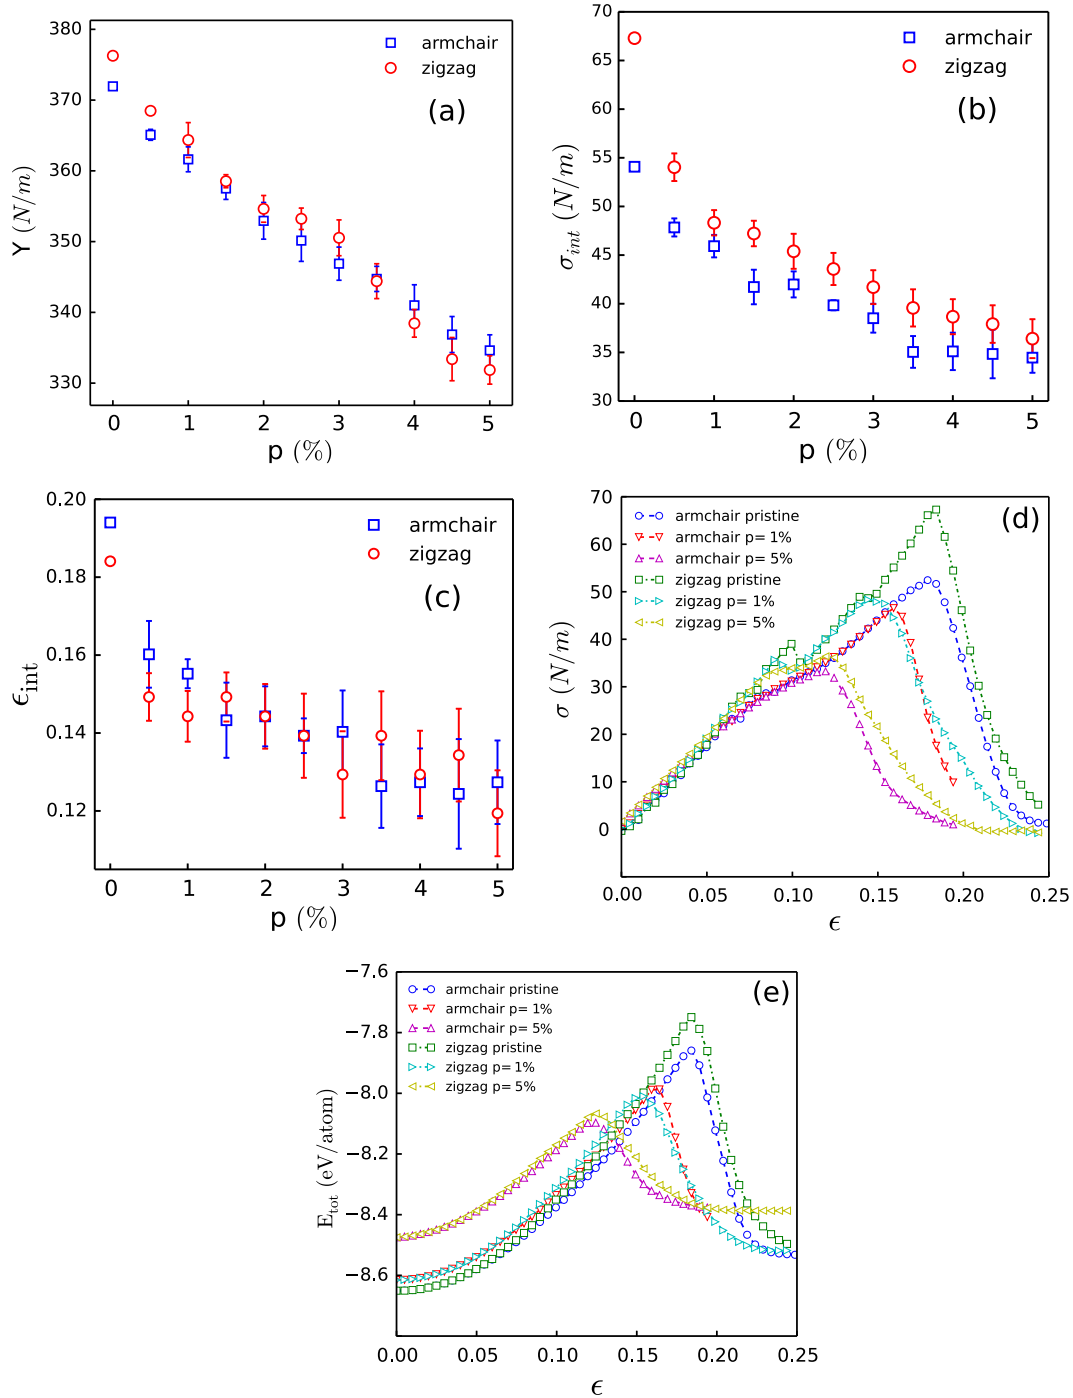 380
370
360
350
340
330
Y (N/m)
armchair
zigzag
(a)
0 1 2 3 4 5
p (%)
70
65
60
55
50
45
40
35
30
σint (N/m)
armchair
zigzag
(b)
0 1 2 3 4 5
p (%)
0.20
0.18
0.16
0.14
0.12
ϵint
armchair
zigzag
(c)
0 1 2 3 4 5
p (%)
70
60
50
40
30
20
10
0
σ (N/m)
armchair pristine
armchair p= 1%
armchair p= 5%
zigzag pristine
zigzag p= 1%
zigzag p= 5%
(d)
0.00 0.05 0.10 0.15 0.20 0.25
ϵ
−7.6
−7.8
−8.0
−8.2
−8.4
−8.6
Etot (eV/atom)
armchair pristine
armchair p= 1%
armchair p= 5%
zigzag pristine
zigzag p= 1%
zigzag p= 5%
(e)
0.00 0.05 0.10 0.15 0.20 0.25
ϵ